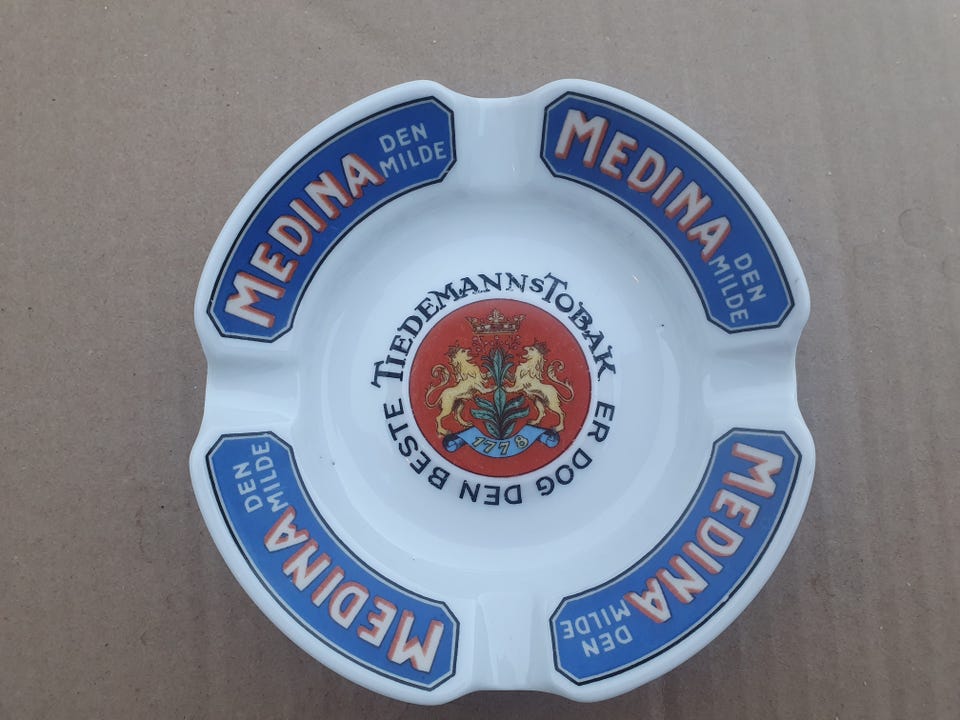 MEDINA DEN MILDE
MEDINA DEN MILDE
TIEDEMANNS TOBAK ER DOG DEN BESTE
1778
MEDINA DEN MILDE
MEDINA DEN MILDE